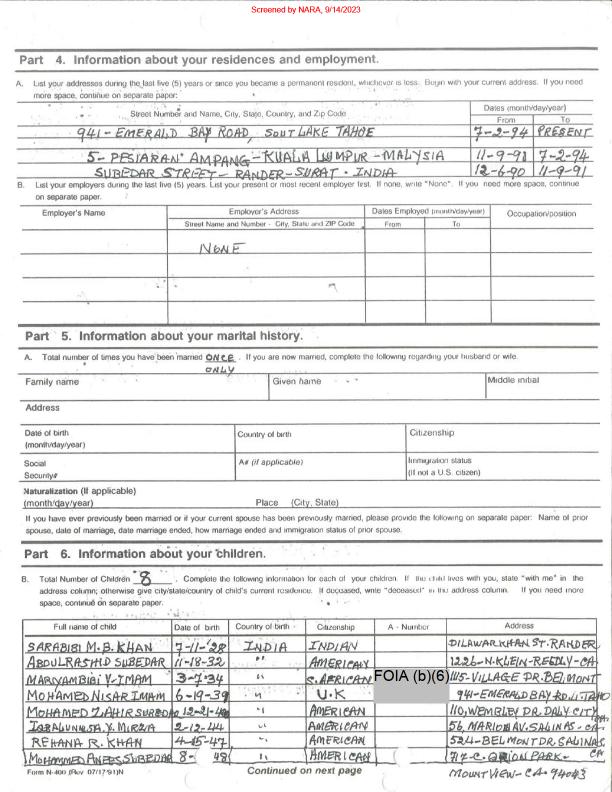 Screened by NARA, 9/14/2023
Part 4. Information about your residences and employment.
A. List your addresses during the last five (5) years or since you became a permanent resident, whichever is less. Begin with your current address. If you need
more space, continue on separate paper:
Street Number and Name, City, State, Country, and Zip Code
Dates (month/day/year)
From To
941-EMERALD BAY ROAD, SOUT LAKE TAHOE 7-2-94 PRESENT
5-PESIARAN AMPANG-KUALA LUMPUR-MALYSIA 11-9-91 7-2-94
SUBEDAR STREET-RANDER-SURAT-INDIA 12-6-90 11-9-91
B. List your employers during the last five (5) years. List your present or most recent employer first. If none, write "None". If you need more space, continue
on separate paper.
Employer's Name Employer's Address Dates Employed (month/day/year) Occupation/position
Street Name and Number - City, State and ZIP Code From To
NONE
Part 5. Information about your marital history.
A. Total number of times you have been married ONCE . If you are now married, complete the following regarding your husband or wife.
ONLY
Family name Given name Middle initial
Address
Date of birth
(month/day/year) Country of birth Citizenship
Social
Security# A# (if applicable) Immigration status
(If not a U.S. citizen)
Naturalization (If applicable)
(month/day/year) Place (City, State)
If you have ever previously been married or if your current spouse has been previously married, please provide the following on separate paper: Name of prior
spouse, date of marriage, date marriage ended, how marriage ended and immigration status of prior spouse.
Part 6. Information about your children.
B. Total Number of Children 8 . Complete the following information for each of your children. If the child lives with you, state "with me" in the
address column; otherwise give city/state/country of child's current residence. If deceased, write "deceased" in the address column. If you need more
space, continue on separate paper.
Full name of child Date of birth Country of birth Citizenship A - Number Address
SARABIBI M.B. KHAN 7-11-'28 INDIA INDIAN DILAWARKHAN ST. RANDER
ABDULRASHID SUBEDAR 11-18-32 " AMERICAN 1226-N.KLEIN-REEDLY-CA
MARYAMBIBI Y-IMAM 3-7-34 " S.AFRICAN FOIA (b)(6) 1115-VILLAGE DR. BELMONT
MOHAMED NISAR IMAM 6-19-39 " U.K 941-EMERALD BAY RD.
MOHAMED ZAHIR SUBEDAR 12-21-40 " AMERICAN 110, WEMBLEY DR. DALY CITY CA.
IQBALUNNISA Y. MIRZA 2-12-44 " AMERICAN 56, MARION AV. SALINAS-CA.
REHANA R. KHAN 4-15-47 " AMERICAN 524-BELMONT DR. SALINAS CA
MOHAMMED ANEES SUBEDAR 8- 48 " AMERICAN 717-C. ORION PARK-
Form N-400 (Rev 07/17/91)N Continued on next page MOUNTVIEW-CA-94043